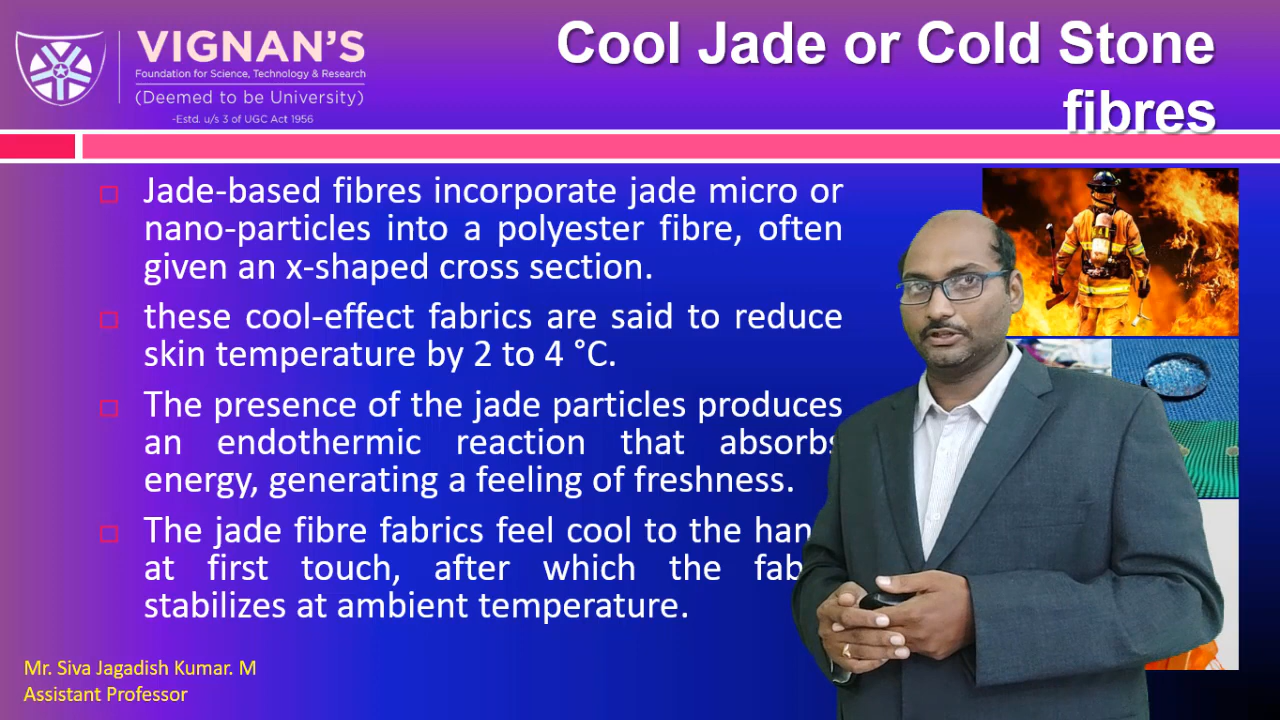 VIGNAN'S
Foundation for Science, Technology & Research
(Deemed to be University)
-Estd. u/s 3 of UGC Act 1956
Cool Jade or Cold Stone
fibres
Jade-based fibres incorporate jade micro or
nano-particles into a polyester fibre, often
given an x-shaped cross section.
these cool-effect fabrics are said to reduce
skin temperature by 2 to 4 °C.
The presence of the jade particles produces
an endothermic reaction that absorbs
energy, generating a feeling of freshness.
The jade fibre fabrics feel cool to the
at first touch, after which the
stabilizes at ambient temperature.
Mr. Siva Jagadish Kumar. M
Assistant Professor